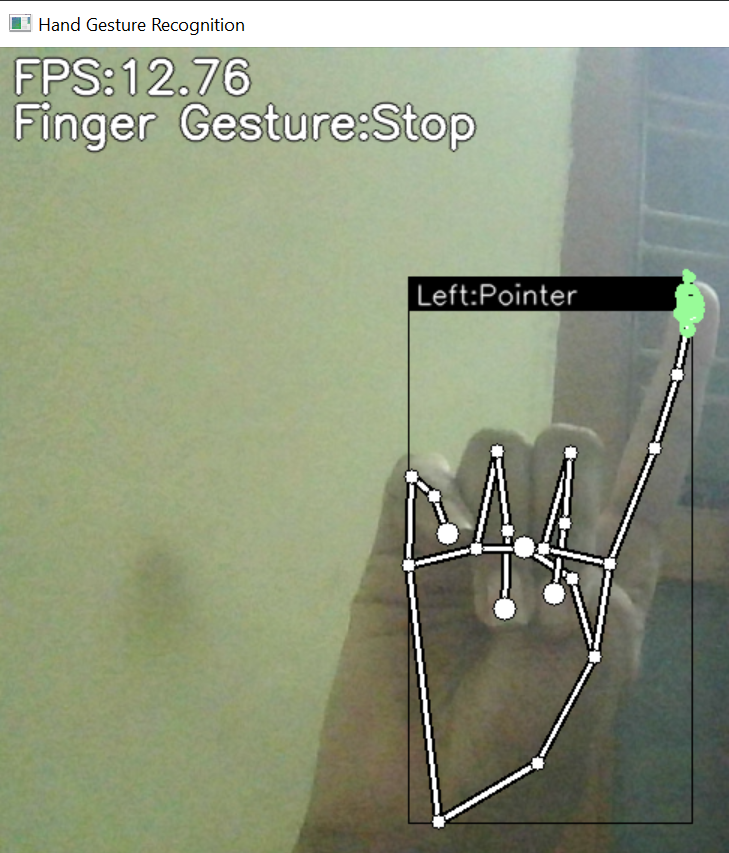 Hand Gesture Recognition
FPS:12.76
Finger Gesture:Stop
Left:Pointer